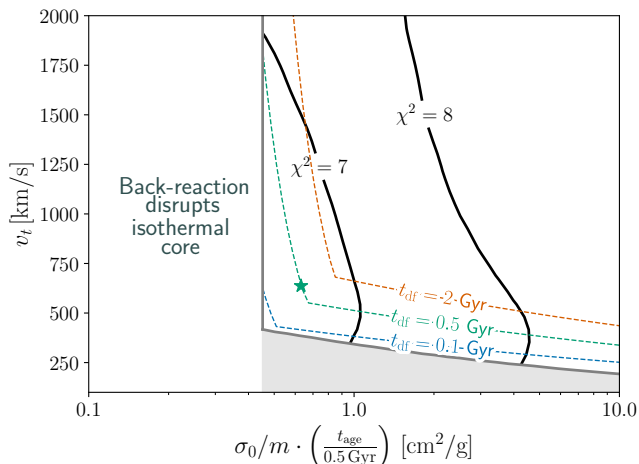 2000
1750
1500
1250
1000
750
500
250
v_t [km/s]
χ² = 8
χ² = 7
Back-reaction
disrupts
isothermal
core
t_df = 2 Gyr
t_df = 0.5 Gyr
t_df = 0.1 Gyr
0.1
1.0
10.0
σ₀/m · (t_age / 0.5 Gyr) [cm²/g]